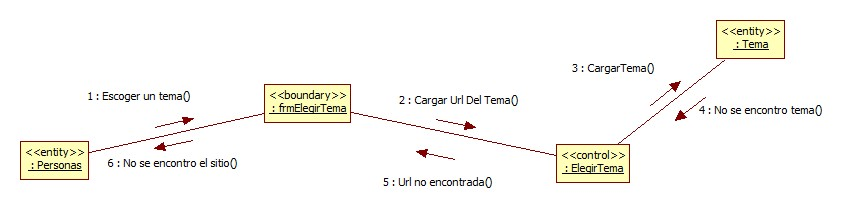 <<entity>>
: Tema
3 : CargarTema()
1 : Escoger un tema()
<<boundary>>
: frmElegirTema
2 : Cargar Url Del Tema()
4 : No se encontro tema()
<<entity>>
: Personas
6 : No se encontro el sitio()
<<control>>
: ElegirTema
5 : Url no encontrada()